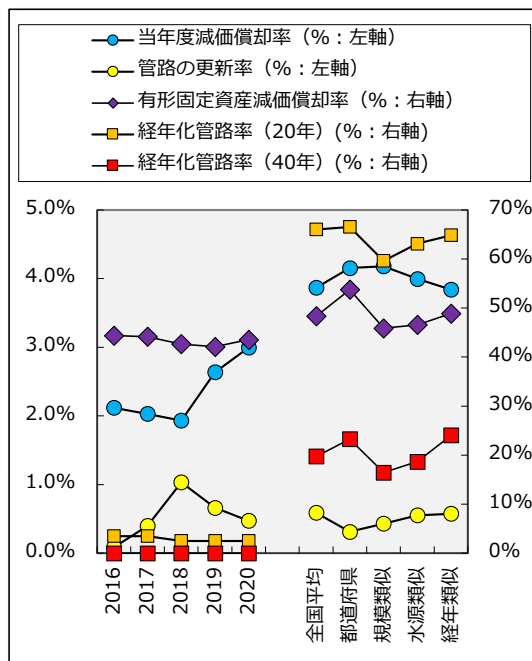 当年度減価償却率（%：左軸）
管路の更新率（%：左軸）
有形固定資産減価償却率（%：右軸）
経年化管路率（20年）(%：右軸)
経年化管路率（40年）(%：右軸)
5.0%
4.0%
3.0%
2.0%
1.0%
0.0%
70%
60%
50%
40%
30%
20%
10%
0%
2016
2017
2018
2019
2020
全国平均
都道府県
規模類似
水源類似
経年類似